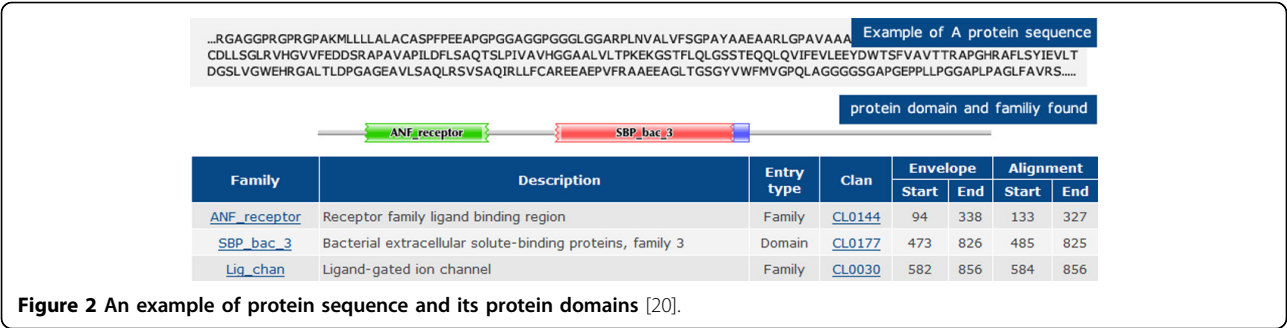 ...RGAGGPRGPRGPAKMLLLLALACASPFPEEAPGPGGAGGPGGGLGGARPLNVALVFSGPAYAAEAARLGPAVAAA
Example of A protein sequence
CDLLSGLRVHGVVFEDDSRAPAVAPILDFLSAQTSLPIVAVHGGAALVLTPKEKGSTFLQLGSSTEQQLQVIFEVLEEYDWTSFVAVTTRAPGHRAFLSYIEVLT
DGSLVGWEHRGALTLDPGAGEAVLSAQLRSVSAQIRLLFCAREEAEPVFRAAEEAGLTGSGYVWFMVGPQLAGGGGSGAPGEPPLLPGGAPLPAGLFAVRS.....
protein domain and familiy found
ANF_receptor SBP_bac_3
Family Description Entry type Clan Envelope Alignment
Start End Start End
ANF_receptor Receptor family ligand binding region Family CL0144 94 338 133 327
SBP_bac_3 Bacterial extracellular solute-binding proteins, family 3 Domain CL0177 473 826 485 825
Lig_chan Ligand-gated ion channel Family CL0030 582 856 584 856
Figure 2 An example of protein sequence and its protein domains [20].